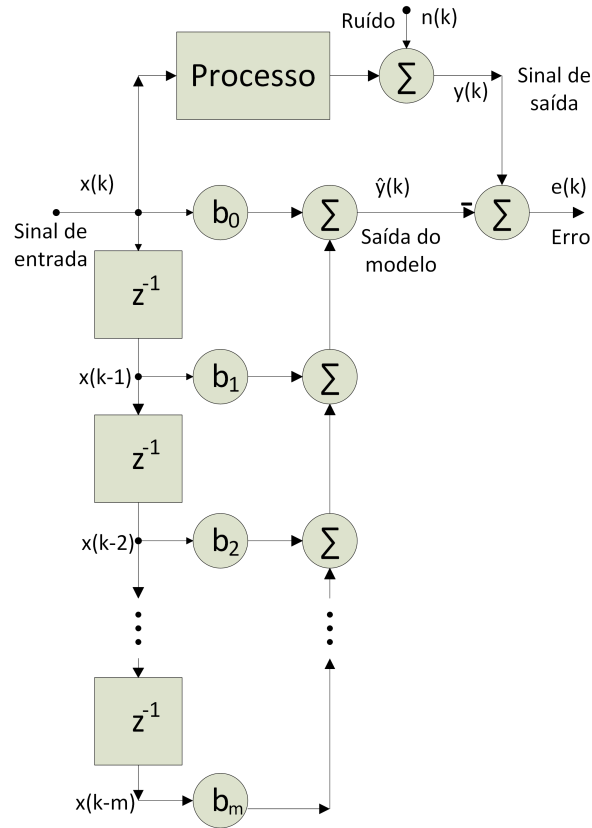 Ruído n(k)
Processo
Σ
y(k)
Sinal de
saída
x(k)
Sinal de
entrada
b0
Σ
ŷ(k)
Saída do
modelo
-
Σ
e(k)
Erro
z-1
x(k-1)
b1
Σ
z-1
x(k-2)
b2
Σ
z-1
x(k-m)
bm